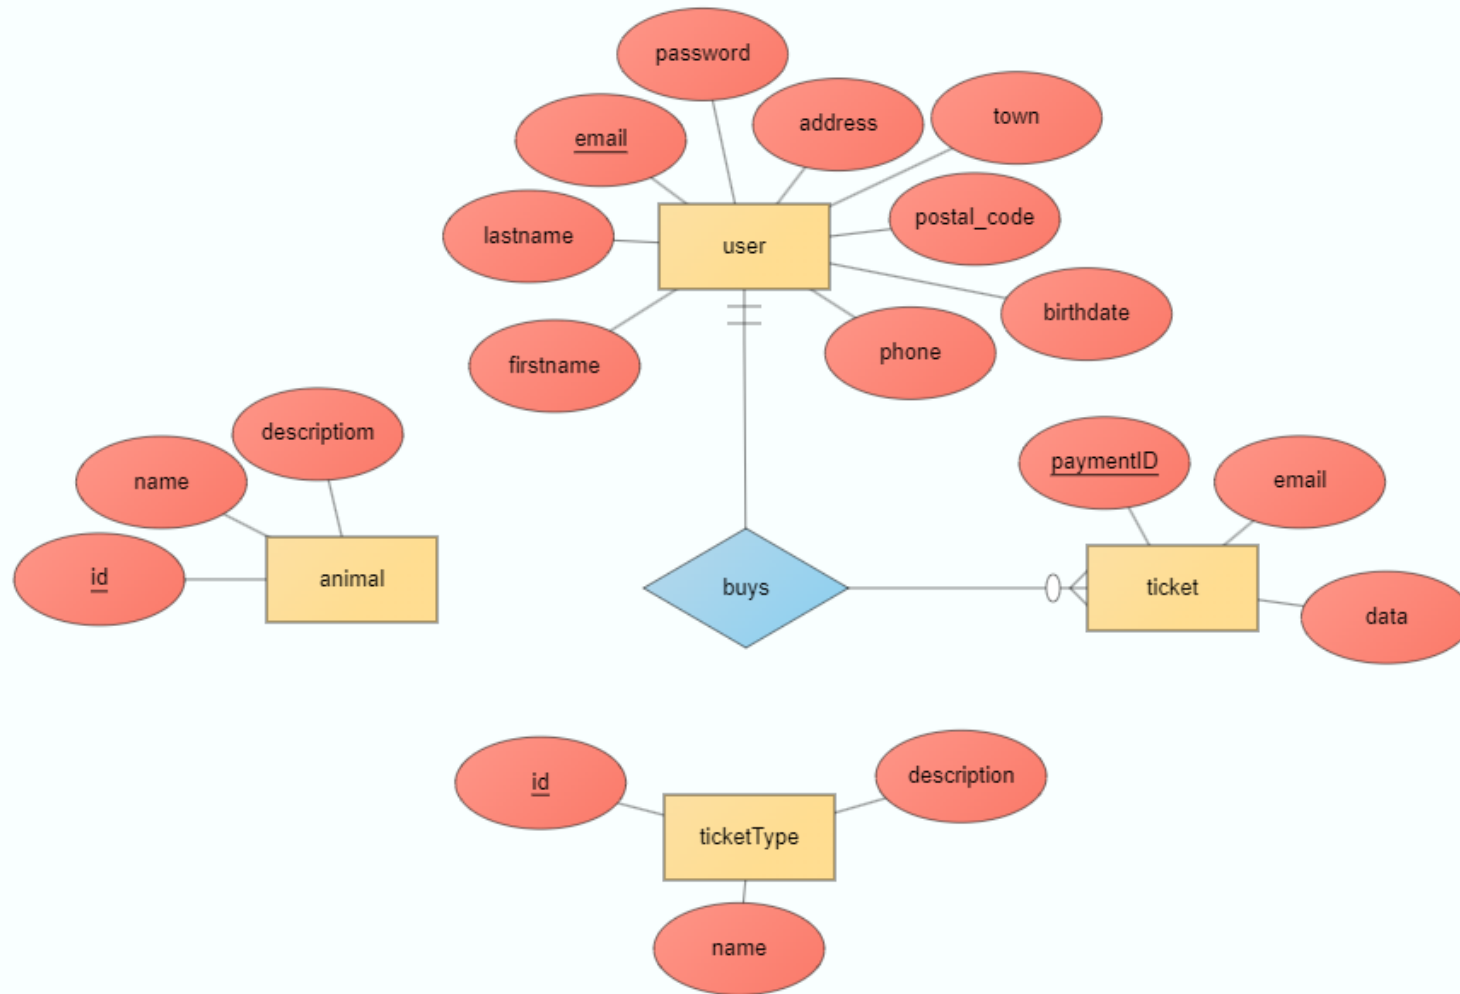 password
address
town
email
postal_code
lastname
user
birthdate
firstname
phone
descriptiom
name
id
animal
buys
paymentID
email
ticket
data
id
description
ticketType
name